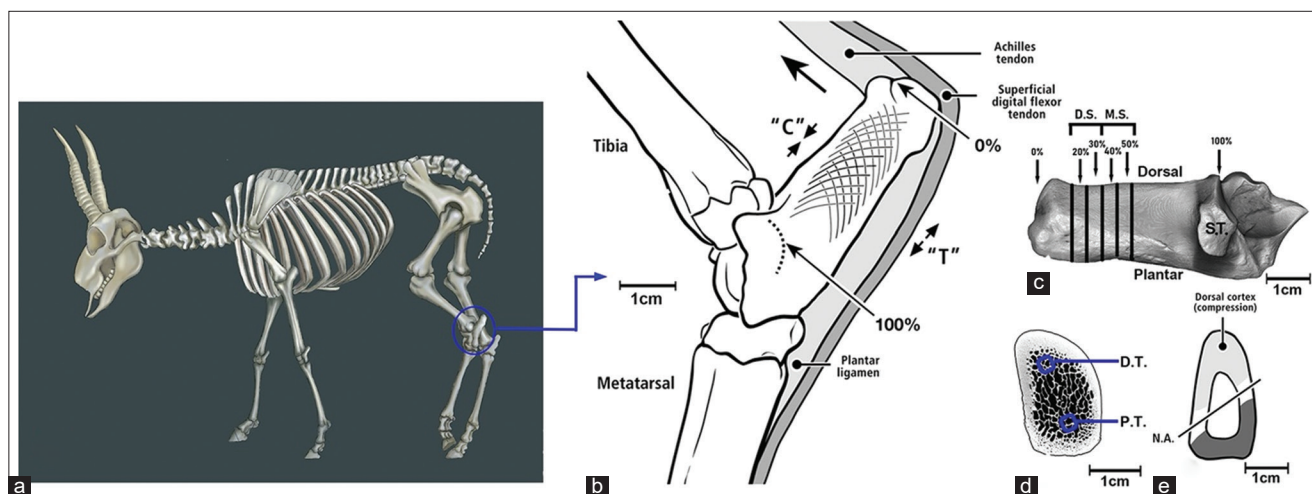 Achilles
tendon
Superficial
digital flexor
tendon
"C"
Tibia
0%
"T"
1cm
100%
Plantar
ligamen
Metatarsal
b
a
D.S. M.S.
30% 50% 100%
0% 20% 40%
Dorsal
S.T.
Plantar
1cm
c
D.T.
P.T.
1cm
d
Dorsal cortex
(compression)
N.A.
1cm
e